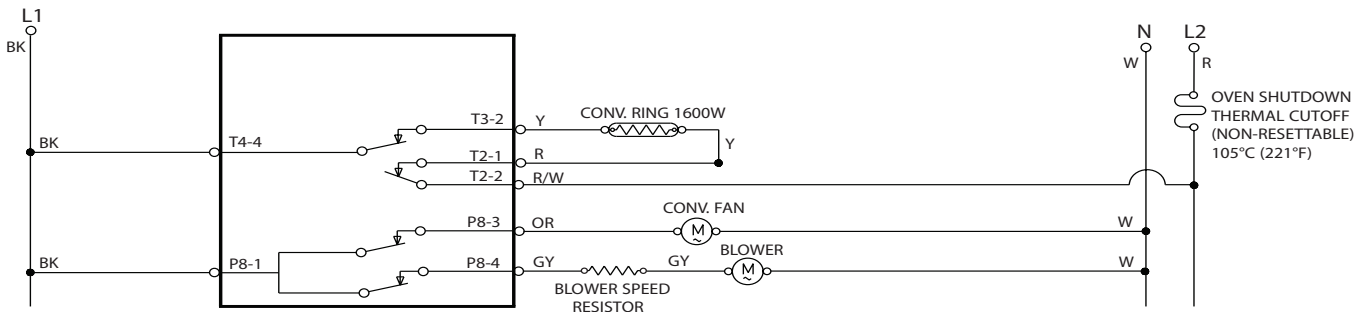 L1
BK
N
L2
W
R
OVEN SHUTDOWN
THERMAL CUTOFF
(NON-RESETTABLE)
105°C (221°F)
CONV. RING 1600W
T3-2
Y
Y
BK
T4-4
T2-1
R
T2-2
R/W
CONV. FAN
P8-3
OR
M
~
W
BLOWER
BK
P8-1
P8-4
GY
GY
M
~
W
BLOWER SPEED
RESISTOR